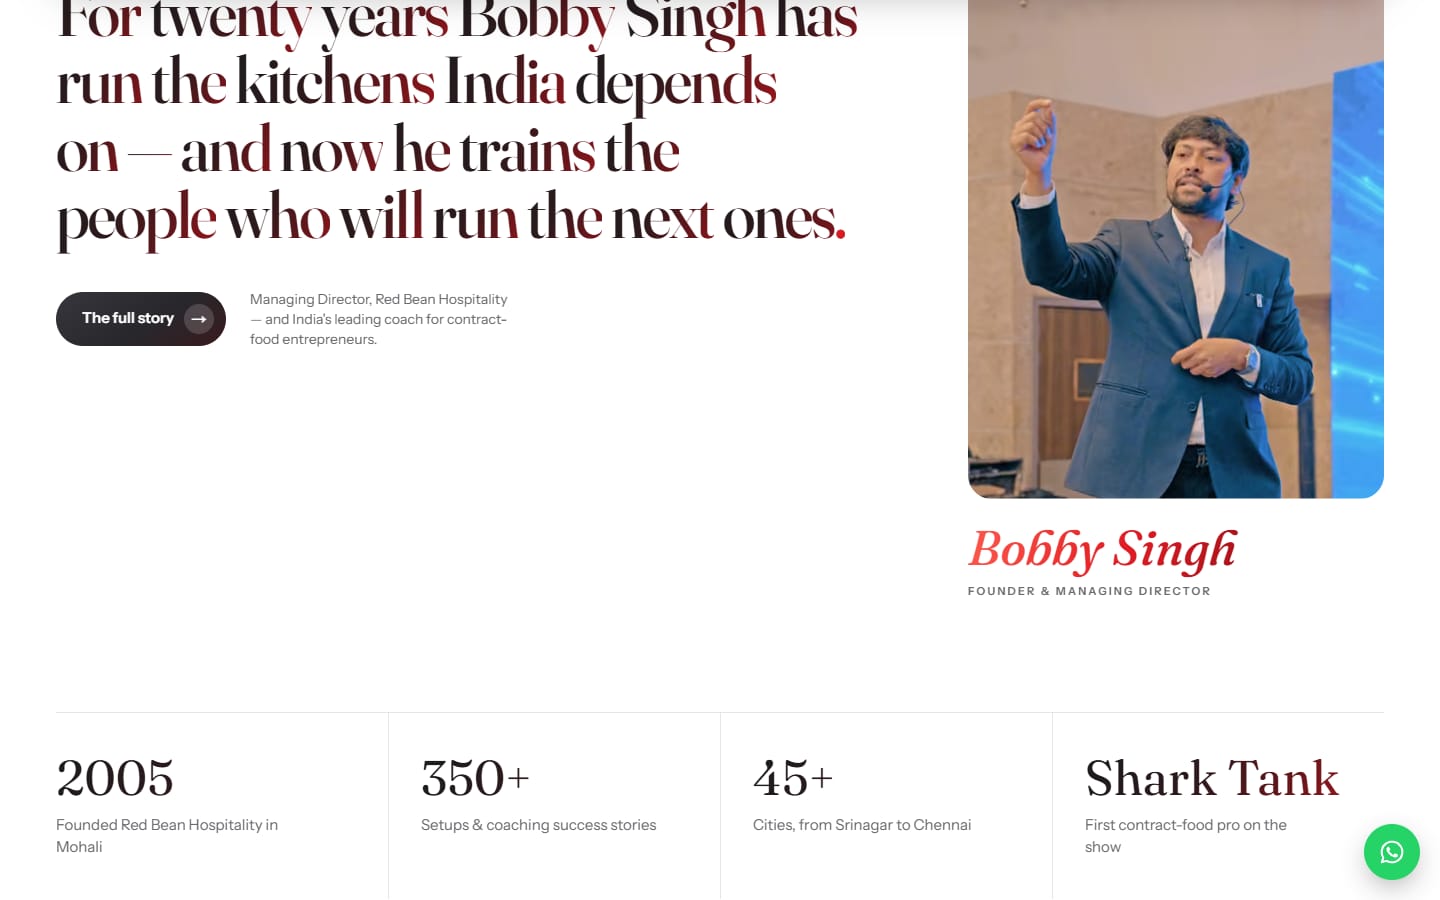 For twenty years Bobby Singh has
run the kitchens India depends
on — and now he trains the
people who will run the next ones.
The full story →
Managing Director, Red Bean Hospitality
— and India's leading coach for contract-
food entrepreneurs.
Bobby Singh
FOUNDER & MANAGING DIRECTOR
2005
Founded Red Bean Hospitality in
Mohali
350+
Setups & coaching success stories
45+
Cities, from Srinagar to Chennai
Shark Tank
First contract-food pro on the
show